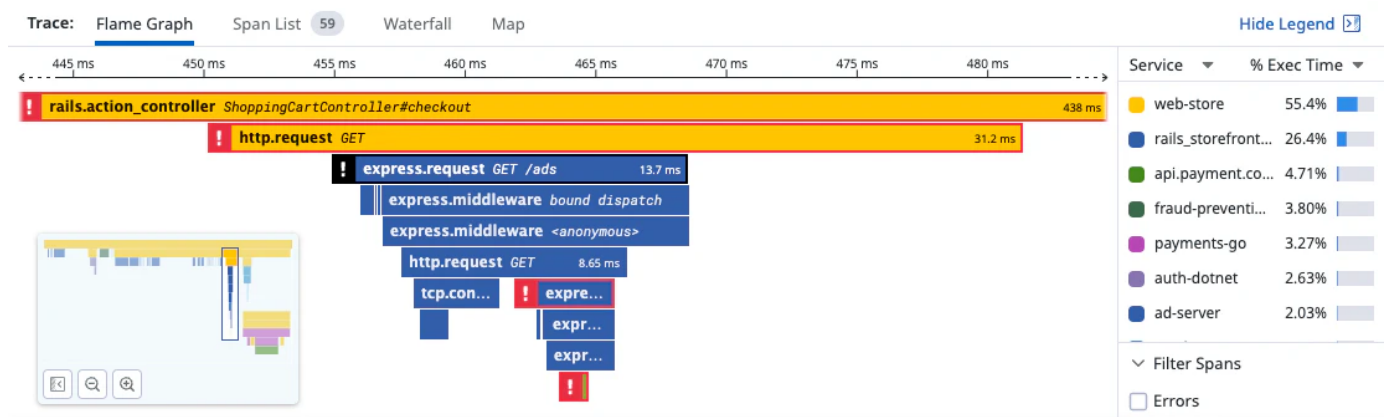 Trace: Flame Graph Span List 59 Waterfall Map Hide Legend
445 ms 450 ms 455 ms 460 ms 465 ms 470 ms 475 ms 480 ms
Service % Exec Time
! rails.action_controller ShoppingCartController#checkout 438 ms
web-store 55.4%
! http.request GET 31.2 ms
rails_storefront... 26.4%
! express.request GET /ads 13.7 ms
api.payment.co... 4.71%
express.middleware bound dispatch
fraud-preventi... 3.80%
express.middleware <anonymous>
payments-go 3.27%
http.request GET 8.65 ms
auth-dotnet 2.63%
tcp.con... ! expre...
ad-server 2.03%
expr...
expr...
Filter Spans
!
Errors